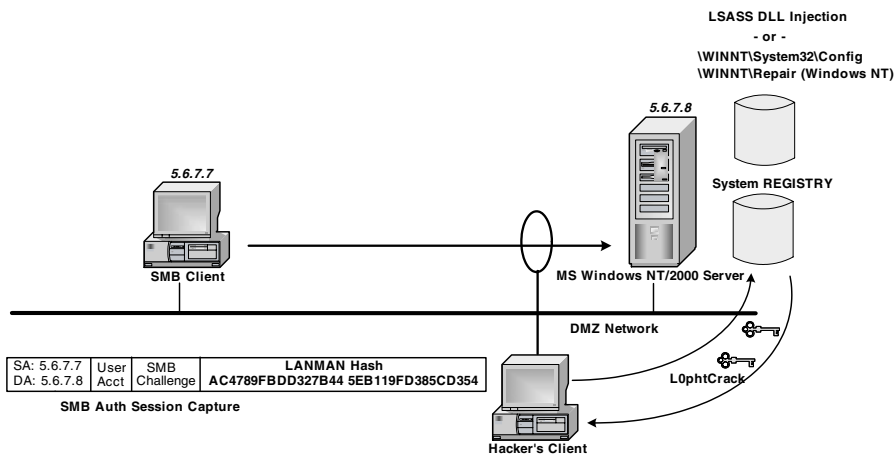 LSASS DLL Injection
- or -
\WINNT\System32\Config
\WINNT\Repair (Windows NT)
5.6.7.8
5.6.7.7
System REGISTRY
SMB Client
MS Windows NT/2000 Server
DMZ Network
SA: 5.6.7.7
DA: 5.6.7.8
User
Acct
SMB
Challenge
LANMAN Hash
AC4789FBDD327B44 5EB119FD385CD354
L0phtCrack
SMB Auth Session Capture
Hacker's Client